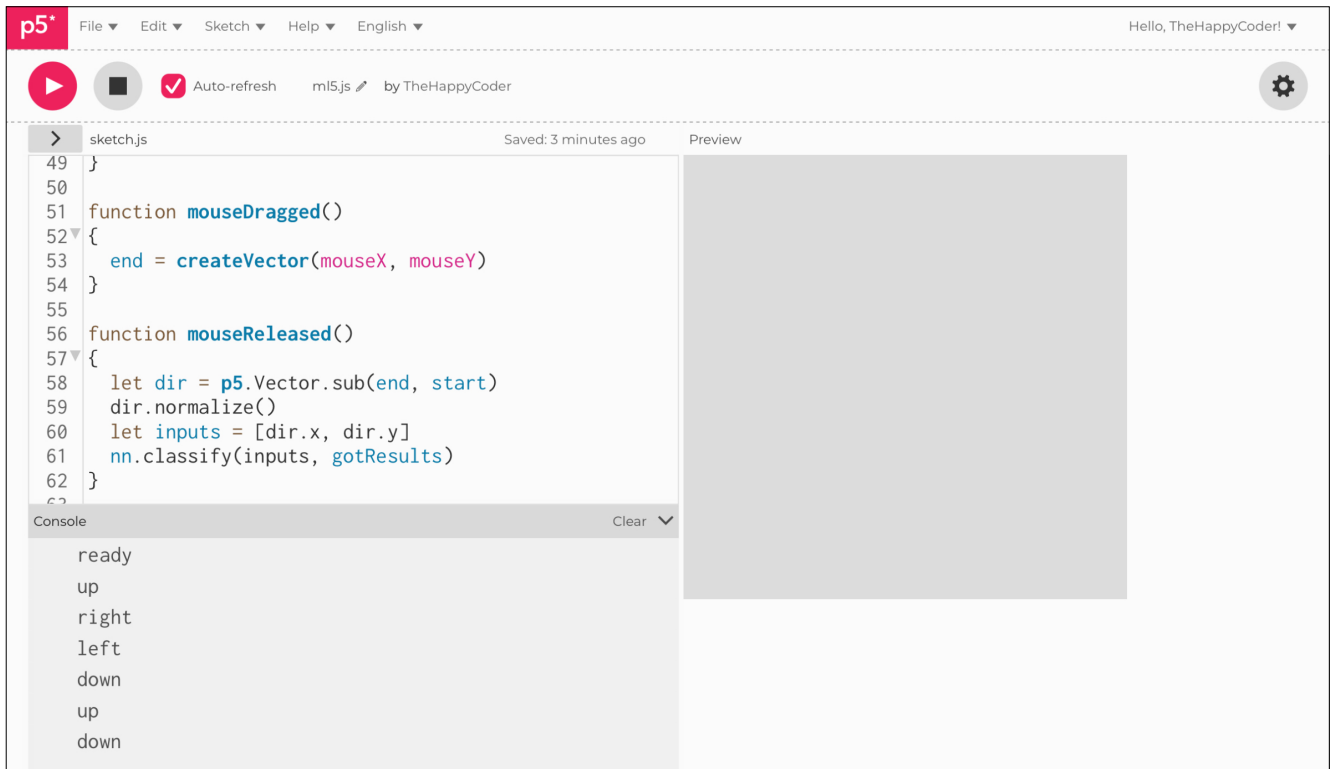 p5* File ▼ Edit ▼ Sketch ▼ Help ▼ English ▼ Hello, TheHappyCoder! ▼
Auto-refresh ml5.js by TheHappyCoder
> sketch.js Saved: 3 minutes ago Preview
49 }
50
51 function mouseDragged()
52 {
53   end = createVector(mouseX, mouseY)
54 }
55
56 function mouseReleased()
57 {
58   let dir = p5.Vector.sub(end, start)
59   dir.normalize()
60   let inputs = [dir.x, dir.y]
61   nn.classify(inputs, gotResults)
62 }
Console Clear
ready
up
right
left
down
up
down